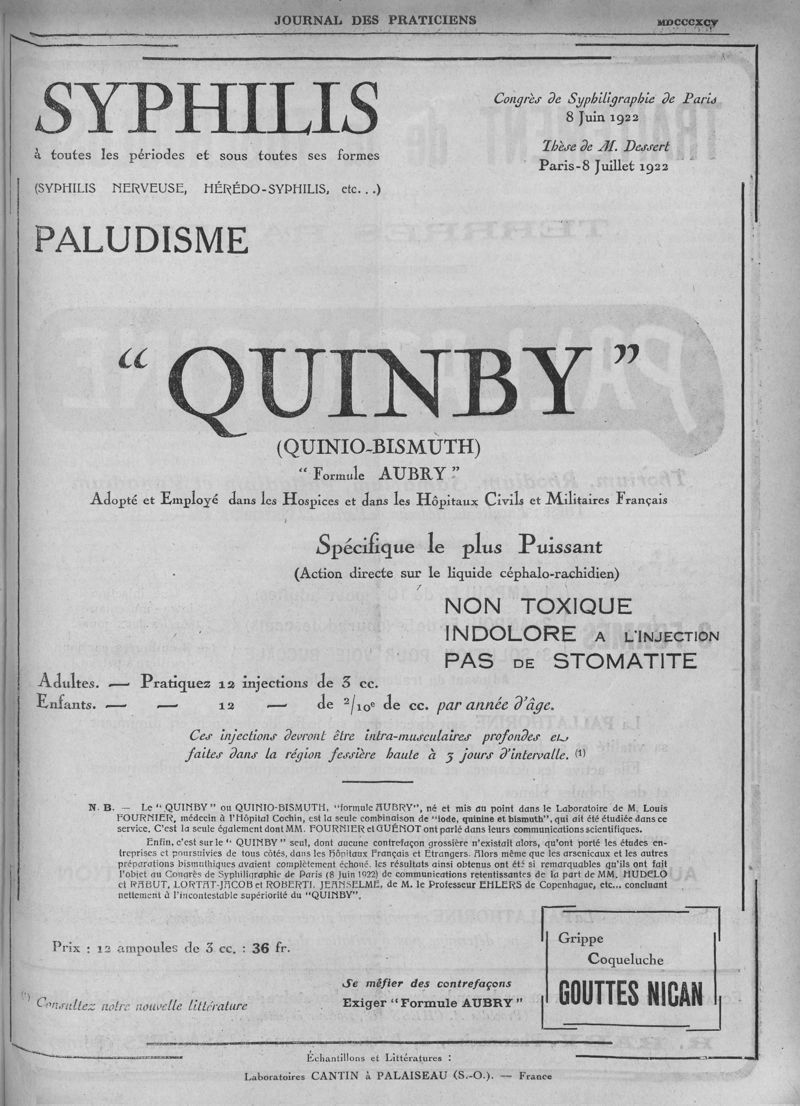 JOURNAL DES PRATICIENS
MDCCCXCV
SYPHILIS
à toutes les périodes et sous toutes ses formes
(SYPHILIS NERVEUSE, HÉRÉDO-SYPHILIS, etc...)
Congrès de Syphiligraphie de Paris
8 Juin 1922
Thèse de M. Dessert
Paris-8 Juillet 1922
PALUDISME
“QUINBY”
(QUINIO-BISMUTH)
“ Formule AUBRY ”
Adopté et Employé dans les Hospices et dans les Hôpitaux Civils et Militaires Français
Spécifique le plus Puissant
(Action directe sur le liquide céphalo-rachidien)
NON TOXIQUE
INDOLORE A L'INJECTION
PAS DE STOMATITE
Adultes. — Pratiquez 12 injections de 3 cc.
Enfants. — — 12 — de 2/10e de cc. par année d'âge.
Ces injections devront être intra-musculaires profondes et
faites dans la région fessière haute à 3 jours d'intervalle. (1)
N. B. — Le “ QUINBY ” ou QUINIO-BISMUTH, “formule AUBRY”, né et mis au point dans le Laboratoire de M. Louis
FOURNIER, médecin à l'Hôpital Cochin, est la seule combinaison de “iode, quinine et bismuth”, qui ait été étudiée dans ce
service. C'est la seule également dont MM. FOURNIER et GUÉNOT ont parlé dans leurs communications scientifiques.
Enfin, c'est sur le “ QUINBY ” seul, dont aucune contrefaçon grossière n'existait alors, qu'ont porté les études en-
treprises et poursuivies de tous côtés, dans les Hôpitaux Français et Etrangers. Alors même que les arsenicaux et les autres
préparations bismuthiques avaient complètement échoué, les résultats ainsi obtenus ont été si remarquables qu'ils ont fait
l'objet au Congrès de Syphiligraphie de Paris (8 Juin 1922) de communications retentissantes de la part de MM. HUDELO
et RABUT, LORTAT-JACOB et ROBERTI, JEANSELME, de M. le Professeur EHLERS de Copenhague, etc... concluant
nettement à l'incontestable supériorité du “QUINBY”.
Prix : 12 ampoules de 3 cc. : 36 fr.
(1) Consultez notre nouvelle littérature
Se méfier des contrefaçons
Exiger “Formule AUBRY”
Grippe
Coqueluche
GOUTTES NICAN
Échantillons et Littératures :
Laboratoires CANTIN à PALAISEAU (S.-O.). — France